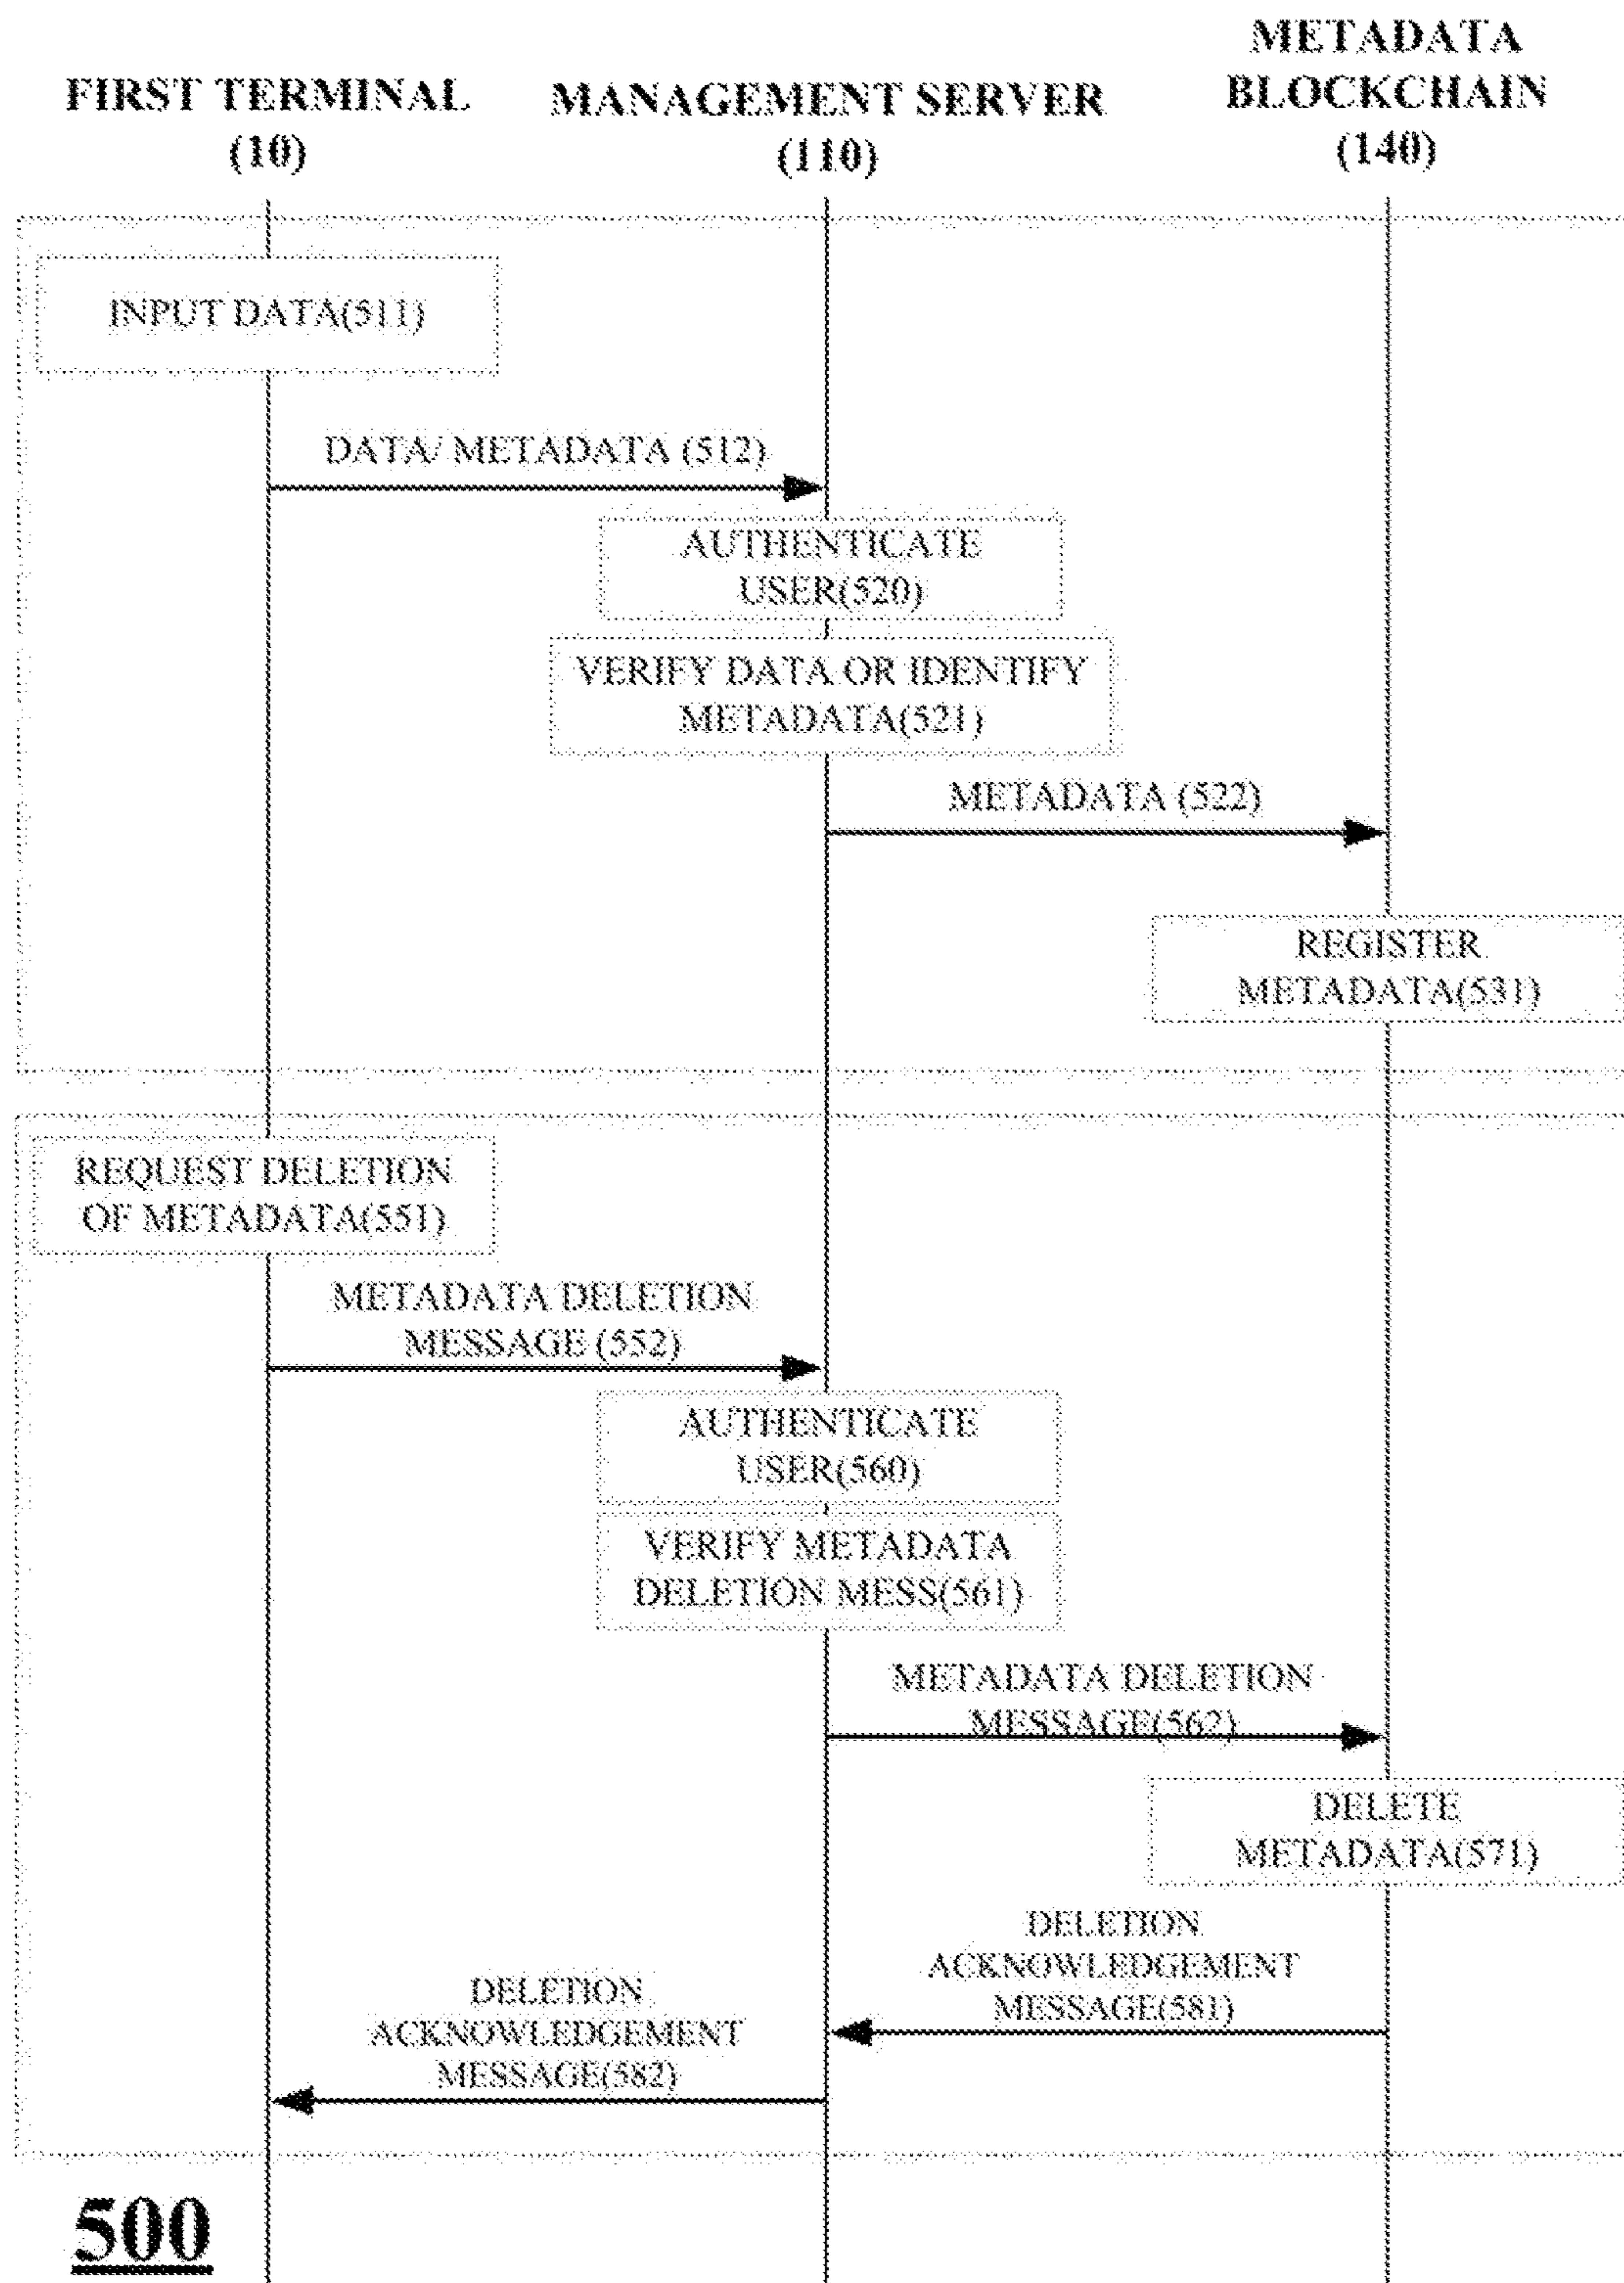 FIRST TERMINAL
(10)
MANAGEMENT SERVER
(110)
METADATA
BLOCKCHAIN
(140)
INPUT DATA(511)
DATA/ METADATA (512)
AUTHENTICATE
USER(520)
VERIFY DATA OR IDENTIFY
METADATA(521)
METADATA (522)
REGISTER
METADATA(531)
REQUEST DELETION
OF METADATA(551)
METADATA DELETION
MESSAGE (552)
AUTHENTICATE
USER(560)
VERIFY METADATA
DELETION MESS(561)
METADATA DELETION
MESSAGE(562)
DELETE
METADATA(571)
DELETION
ACKNOWLEDGEMENT
MESSAGE(581)
DELETION
ACKNOWLEDGEMENT
MESSAGE(582)
500